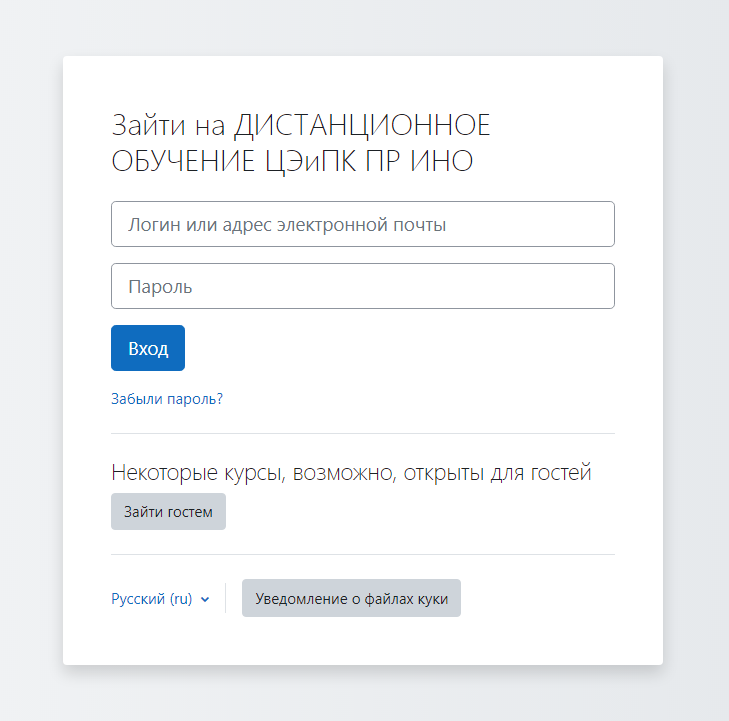 Зайти на ДИСТАНЦИОННОЕ
ОБУЧЕНИЕ ЦЭиПК ПР ИНО
Логин или адрес электронной почты
Пароль
Вход
Забыли пароль?
Некоторые курсы, возможно, открыты для гостей
Зайти гостем
Русский (ru)
Уведомление о файлах куки